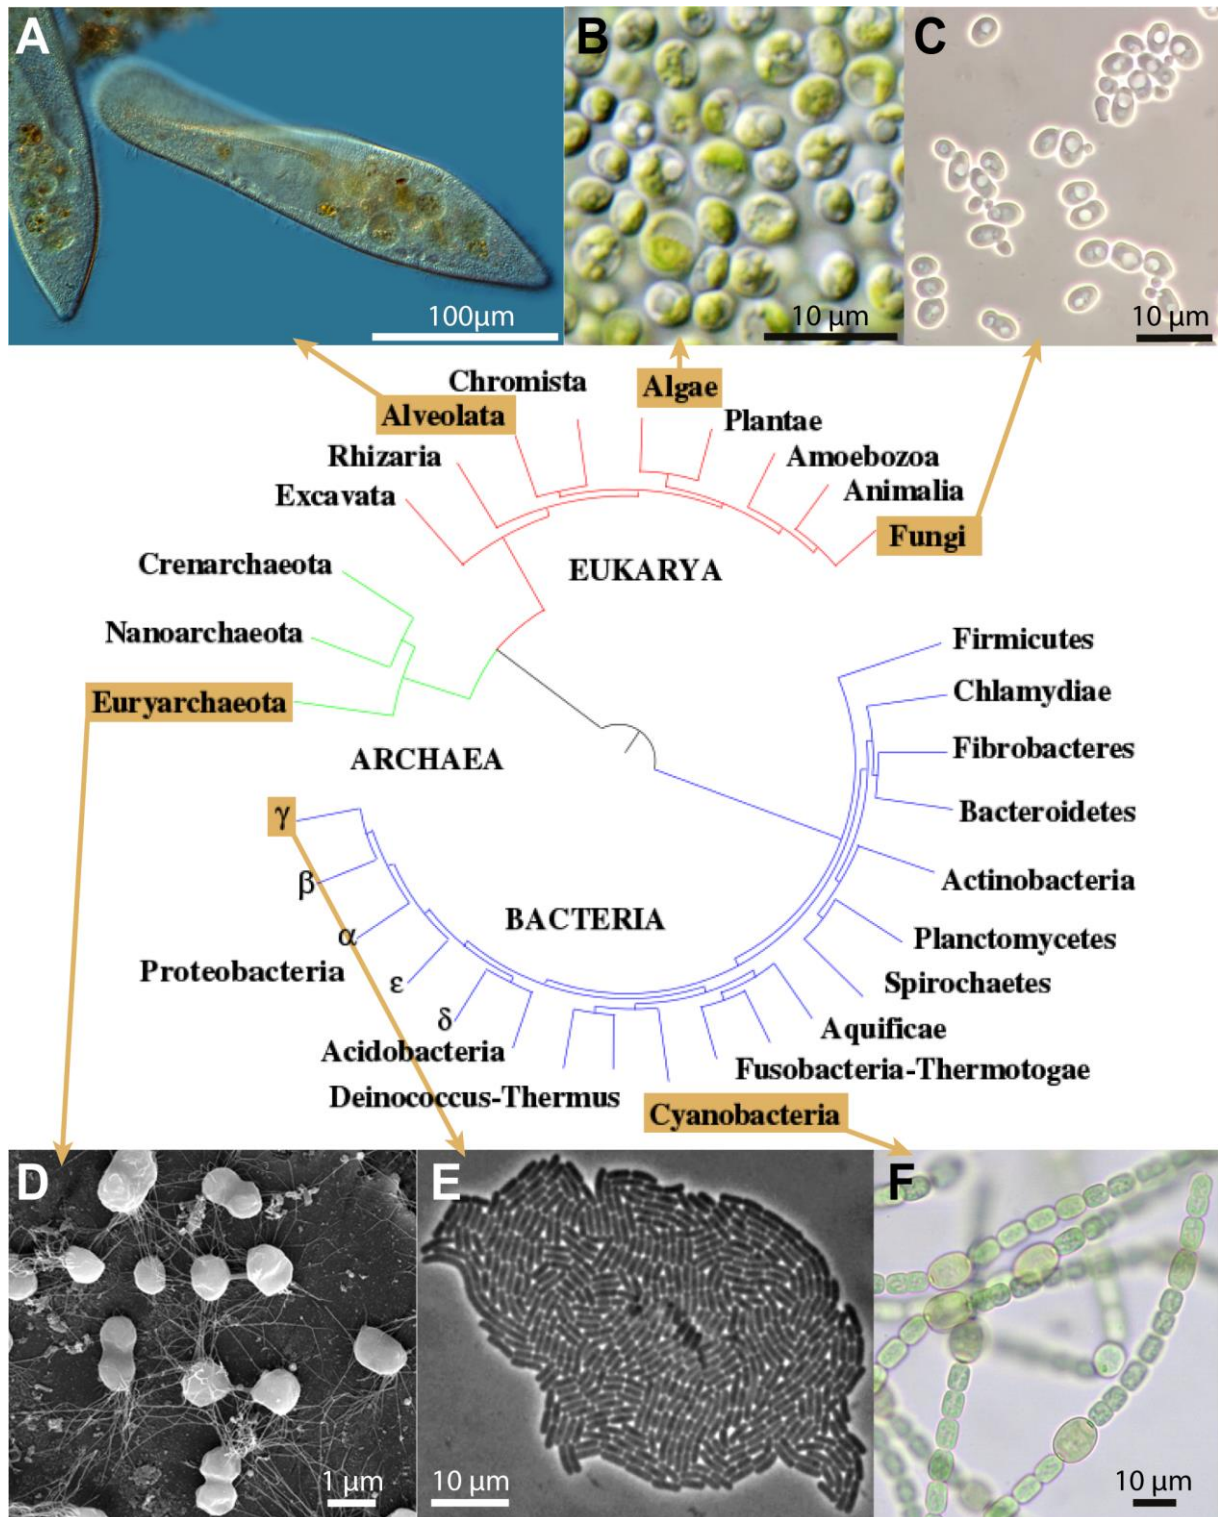 A
B
C
100µm
10 µm
10 µm
Chromista
Algae
Alveolata
Plantae
Rhizaria
Amoebozoa
Excavata
Animalia
Fungi
Crenarchaeota
EUKARYA
Nanoarchaeota
Firmicutes
Euryarchaeota
Chlamydiae
ARCHAEA
Fibrobacteres
γ
Bacteroidetes
β
Actinobacteria
BACTERIA
α
Planctomycetes
Proteobacteria
ε
Spirochaetes
δ
Aquificae
Acidobacteria
Fusobacteria-Thermotogae
Deinococcus-Thermus
Cyanobacteria
D
E
F
1 µm
10 µm
10 µm